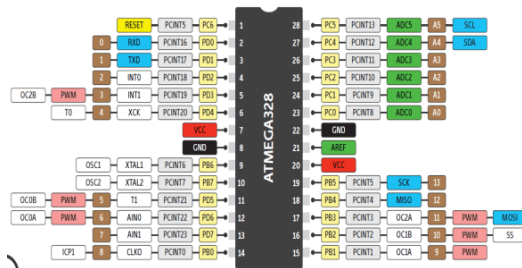 RESET PCINT5 PC6 1 28 PC5 PCINT13 ADC5 A5 SCL
0 RXD PCINT16 PD0 2 27 PC4 PCINT12 ADC4 A4 SDA
1 TXD PCINT17 PD1 3 26 PC3 PCINT11 ADC3 A3
2 INT0 PCINT18 PD2 4 25 PC2 PCINT10 ADC2 A2
OC2B PWM 3 INT1 PCINT19 PD3 5 24 PC1 PCINT9 ADC1 A1
T0 4 XCK PCINT20 PD4 6 23 PC0 PCINT8 ADC0 A0
VCC 7 22 GND
GND 8 21 AREF
OSC1 XTAL1 PCINT6 PB6 9 20 VCC
OSC2 XTAL2 PCINT7 PB7 10 19 PB5 PCINT5 SCK 13
OC0B PWM 5 T1 PCINT21 PD5 11 18 PB4 PCINT4 MISO 12
OC0A PWM 6 AIN0 PCINT22 PD6 12 17 PB3 PCINT3 OC2A 11 PWM MOSI
7 AIN1 PCINT23 PD7 13 16 PB2 PCINT2 OC1B 10 PWM SS
ICP1 8 CLKO PCINT0 PB0 14 15 PB1 PCINT1 OC1A 9 PWM
ATMEGA328